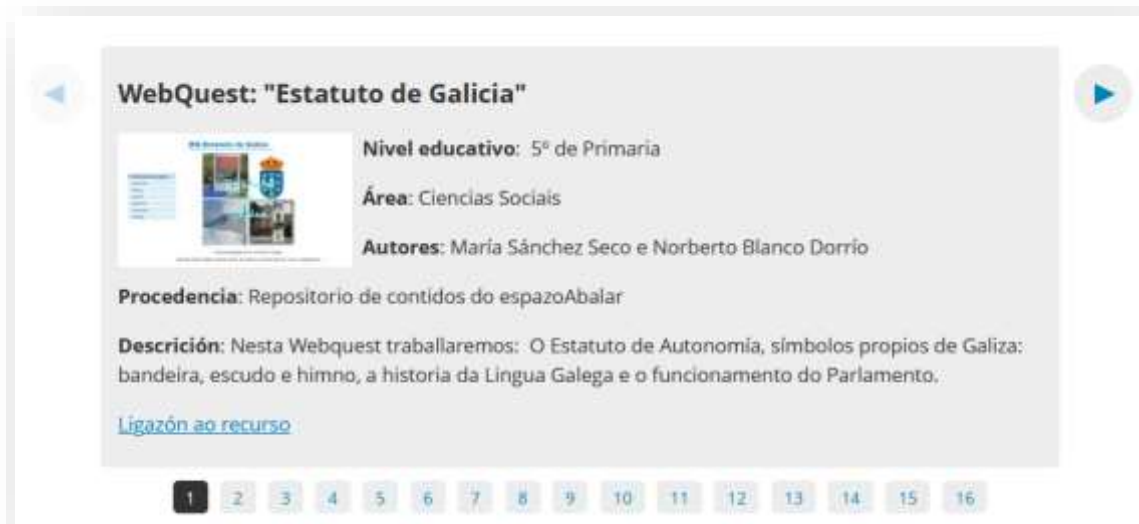 WebQuest: "Estatuto de Galicia"
Nivel educativo: 5º de Primaria
Área: Ciencias Sociais
Autores: María Sánchez Seco e Norberto Blanco Dorrío
Procedencia: Repositorio de contidos do espazoAbalar
Descrición: Nesta Webquest traballaremos: O Estatuto de Autonomía, símbolos propios de Galiza:
bandeira, escudo e himno, a historia da Lingua Galega e o funcionamento do Parlamento.
Ligazón ao recurso
1 2 3 4 5 6 7 8 9 10 11 12 13 14 15 16